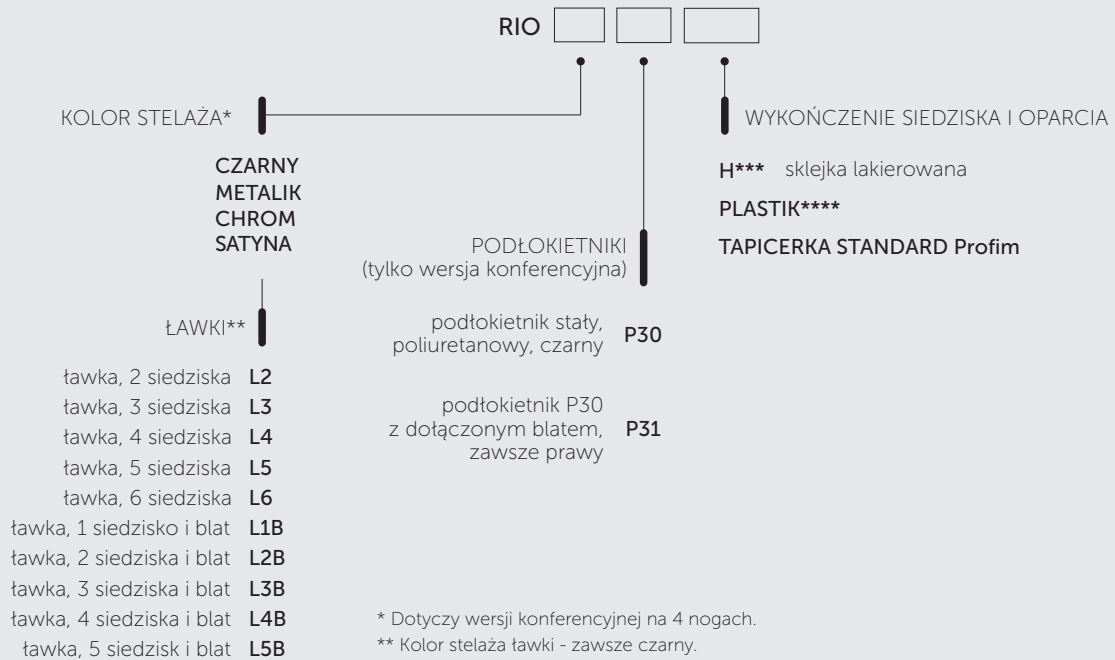 RIO
KOLOR STELAŻA*
CZARNY
METALIK
CHROM
SATYNA
ŁAWKI**
ławka, 2 siedziska L2
ławka, 3 siedziska L3
ławka, 4 siedziska L4
ławka, 5 siedziska L5
ławka, 6 siedziska L6
ławka, 1 siedzisko i blat L1B
ławka, 2 siedziska i blat L2B
ławka, 3 siedziska i blat L3B
ławka, 4 siedziska i blat L4B
ławka, 5 siedzisk i blat L5B
PODŁOKIETNIKI
(tylko wersja konferencyjna)
podłokietnik stały,
poliuretanowy, czarny P30
podłokietnik P30
z dołączonym blatem, P31
zawsze prawy
WYKOŃCZENIE SIEDZISKA I OPARCIA
H*** sklejka lakierowana
PLASTIK****
TAPICERKA STANDARD Profim
* Dotyczy wersji konferencyjnej na 4 nogach.
** Kolor stelaża ławki - zawsze czarny.